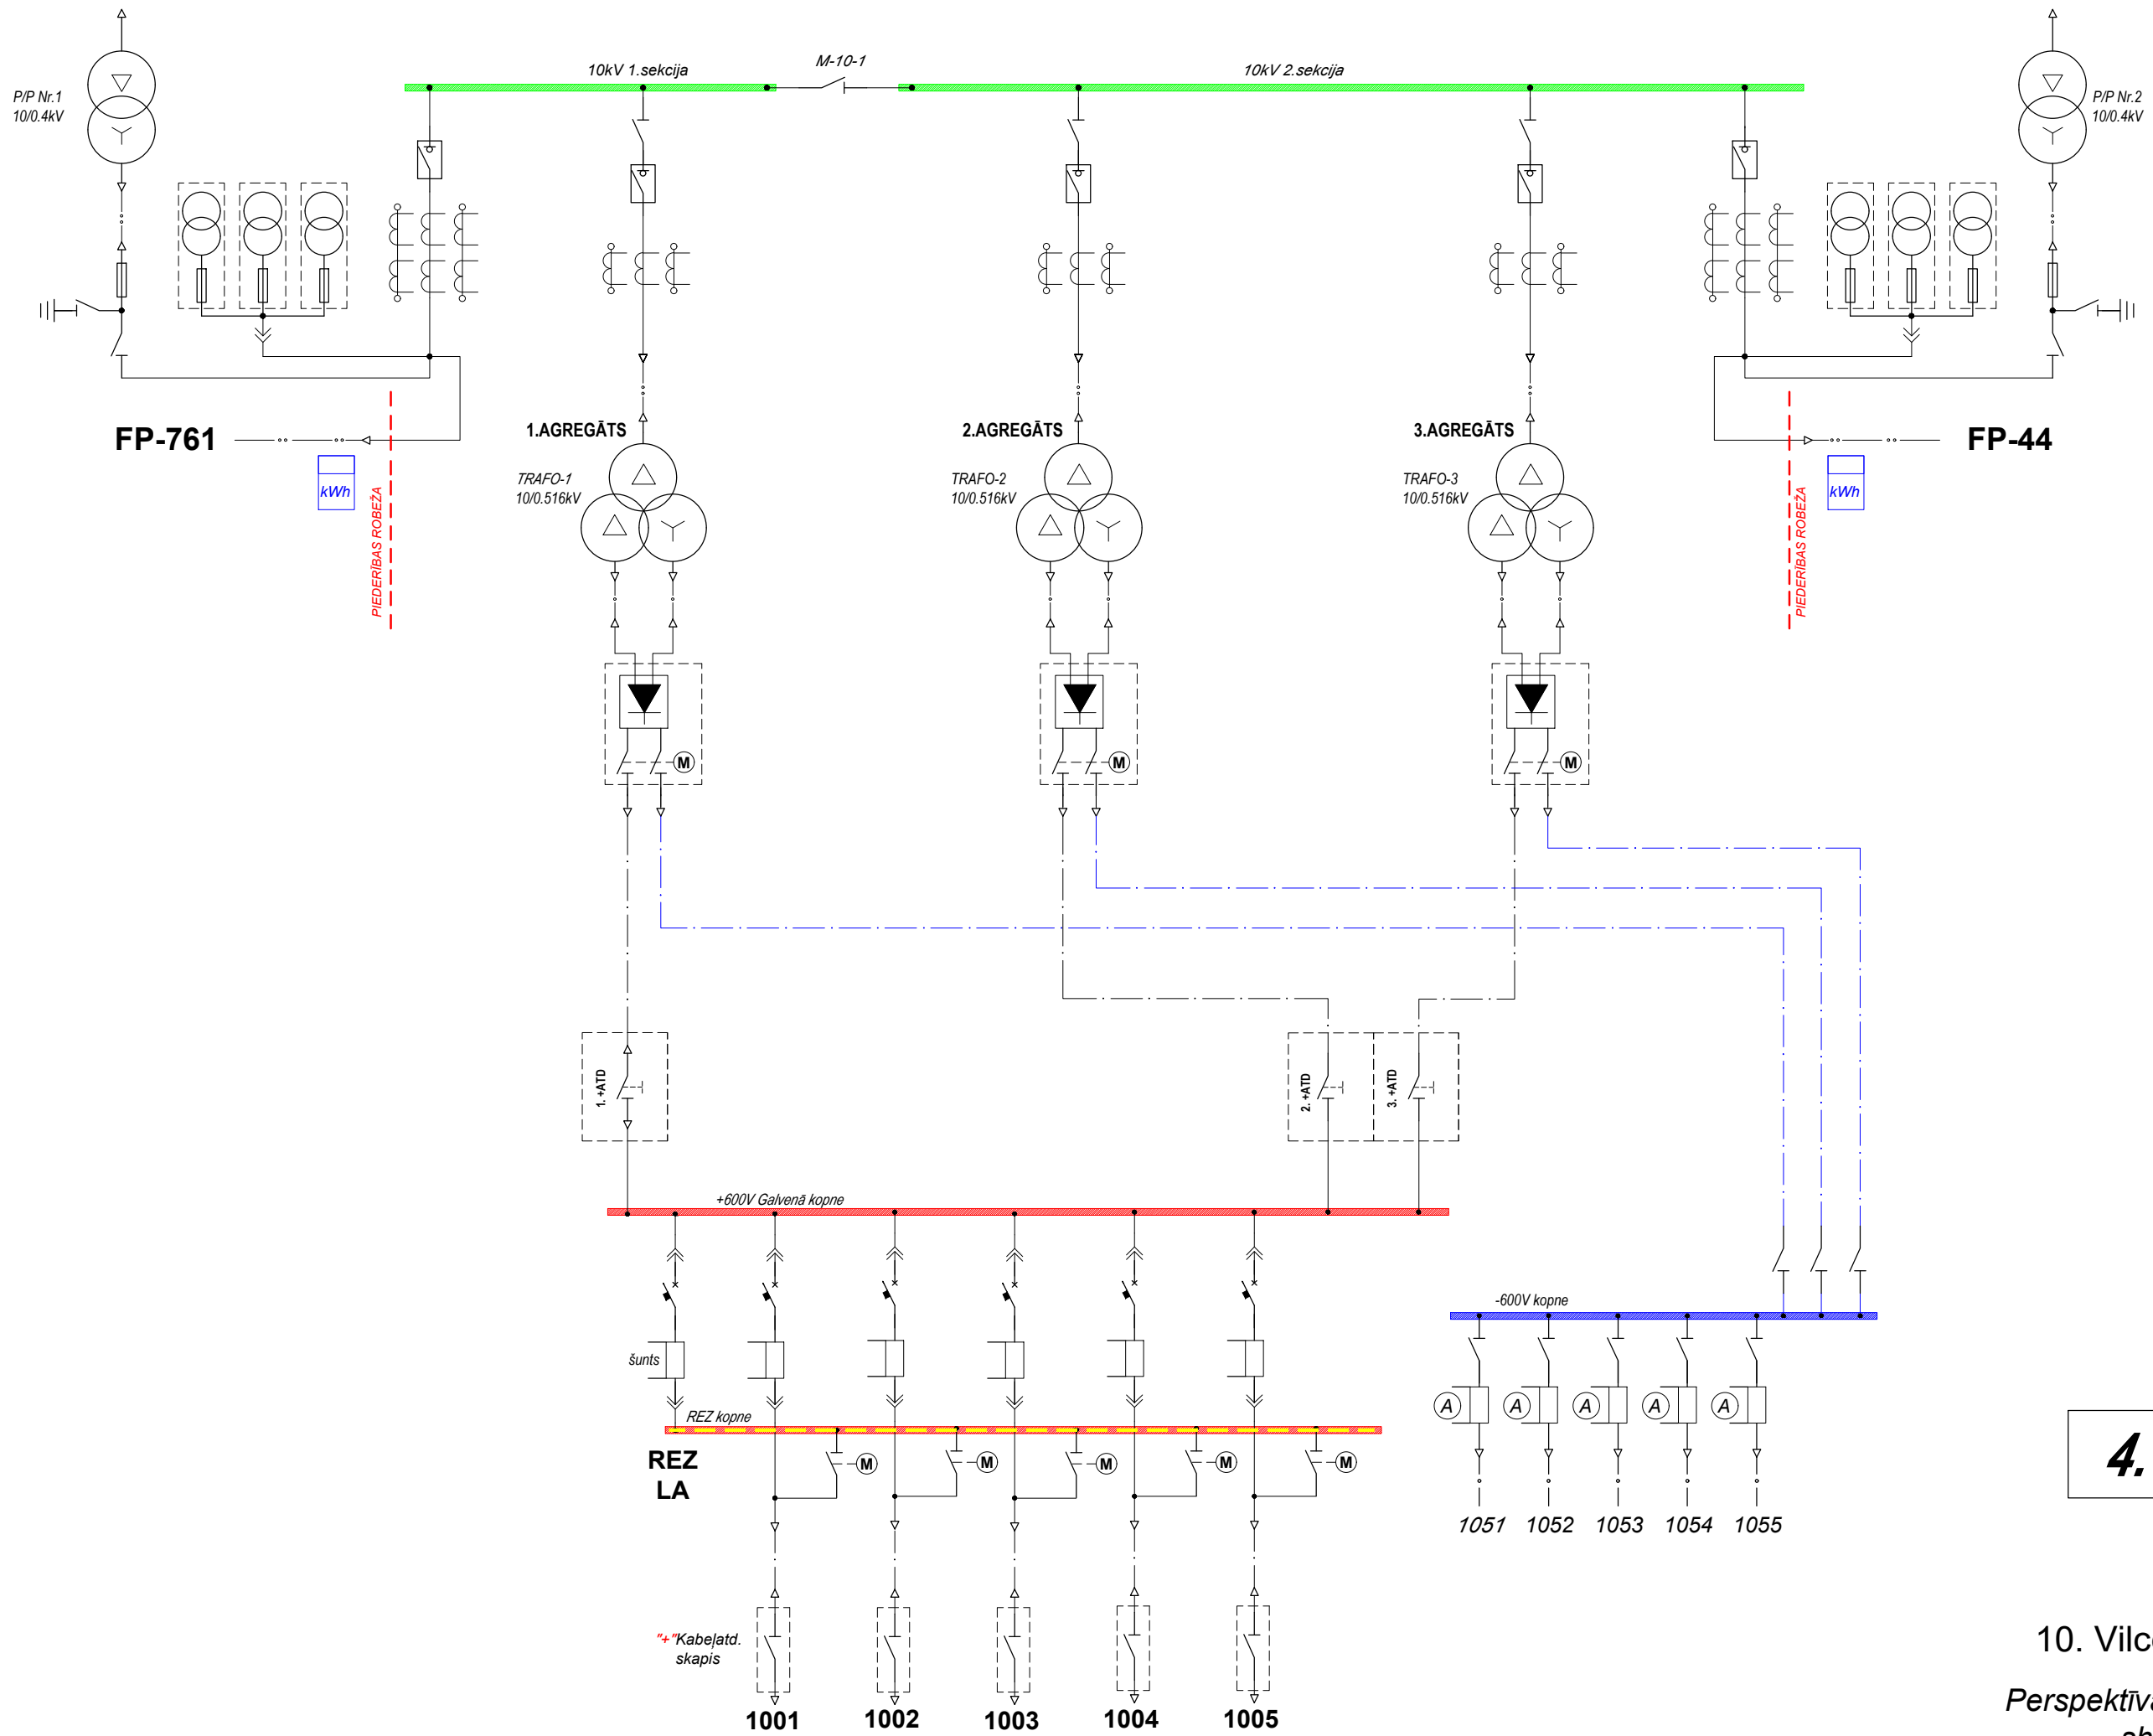 M-10-1
10kV 1.sekcija
10kV 2.sekcija
P/P Nr.1
10/0.4kV
P/P Nr.2
10/0.4kV
FP-761
kWh
PIEDERĪBAS ROBEŽA
1.AGREGĀTS
TRAFO-1
10/0.516kV
2.AGREGĀTS
TRAFO-2
10/0.516kV
3.AGREGĀTS
TRAFO-3
10/0.516kV
FP-44
kWh
PIEDERĪBAS ROBEŽA
M
M
M
1. +ATD
2. +ATD
3. +ATD
+600V Galvenā kopne
-600V kopne
šunts
REZ kopne
REZ
LA
M
M
M
M
M
A
A
A
A
A
1051
1052
1053
1054
1055
4.
"+"Kabeļatd.
skapis
1001
1002
1003
1004
1005
10.